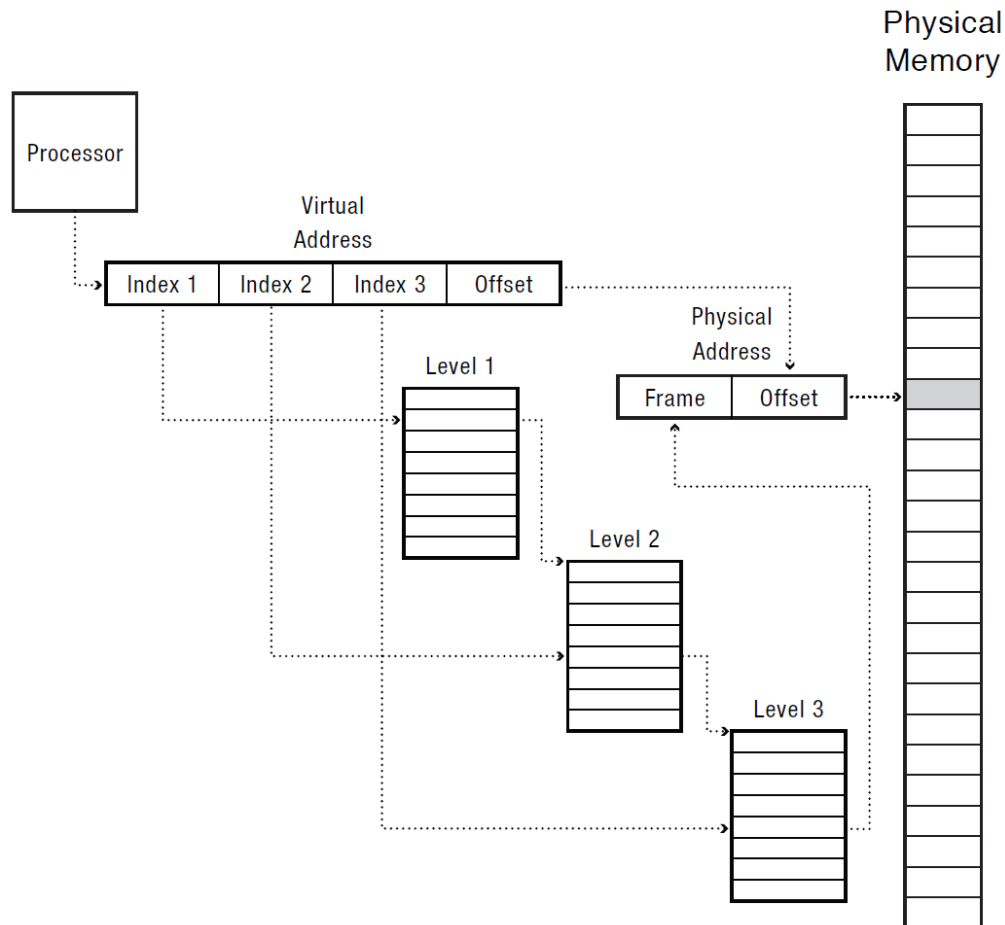 Physical
Memory
Processor
Virtual
Address
Index 1 Index 2 Index 3 Offset
Physical
Address
Level 1
Frame Offset
Level 2
Level 3